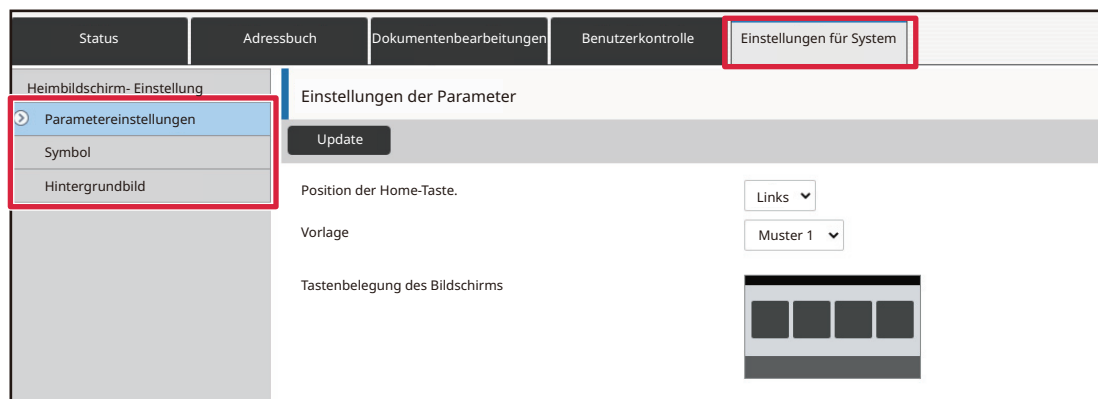 Status
Adressbuch
Dokumentenbearbeitungen
Benutzerkontrolle
Einstellungen für System
Heimbildschirm- Einstellung
Parametereinstellungen
Symbol
Hintergrundbild
Einstellungen der Parameter
Update
Position der Home-Taste.
Links
Vorlage
Muster 1
Tastenbelegung des Bildschirms